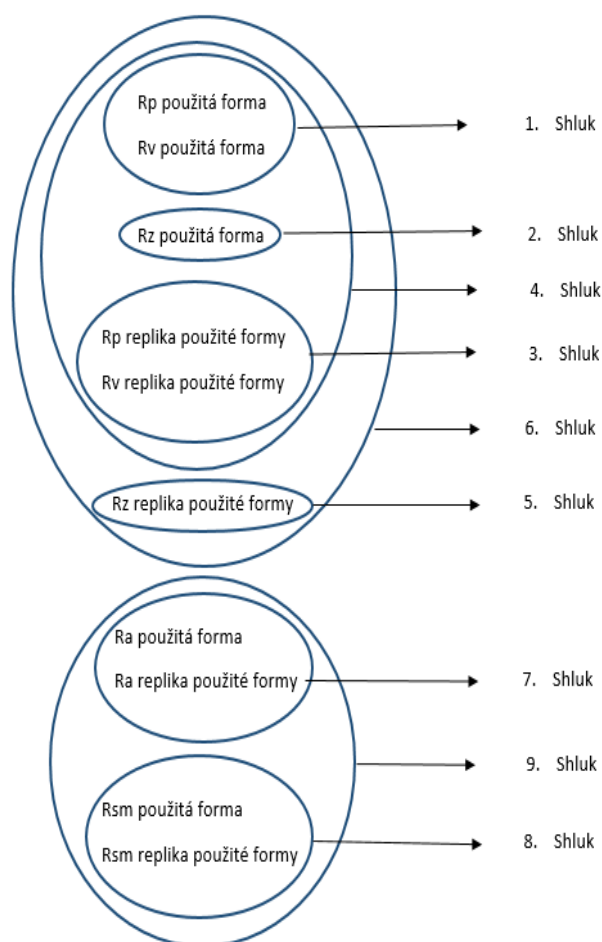 Rp použitá forma
1. Shluk
Rv použitá forma
Rz použitá forma
2. Shluk
4. Shluk
Rp replika použité formy
3. Shluk
Rv replika použité formy
6. Shluk
Rz replika použité formy
5. Shluk
Ra použitá forma
Ra replika použité formy
7. Shluk
9. Shluk
Rsm použitá forma
8. Shluk
Rsm replika použité formy